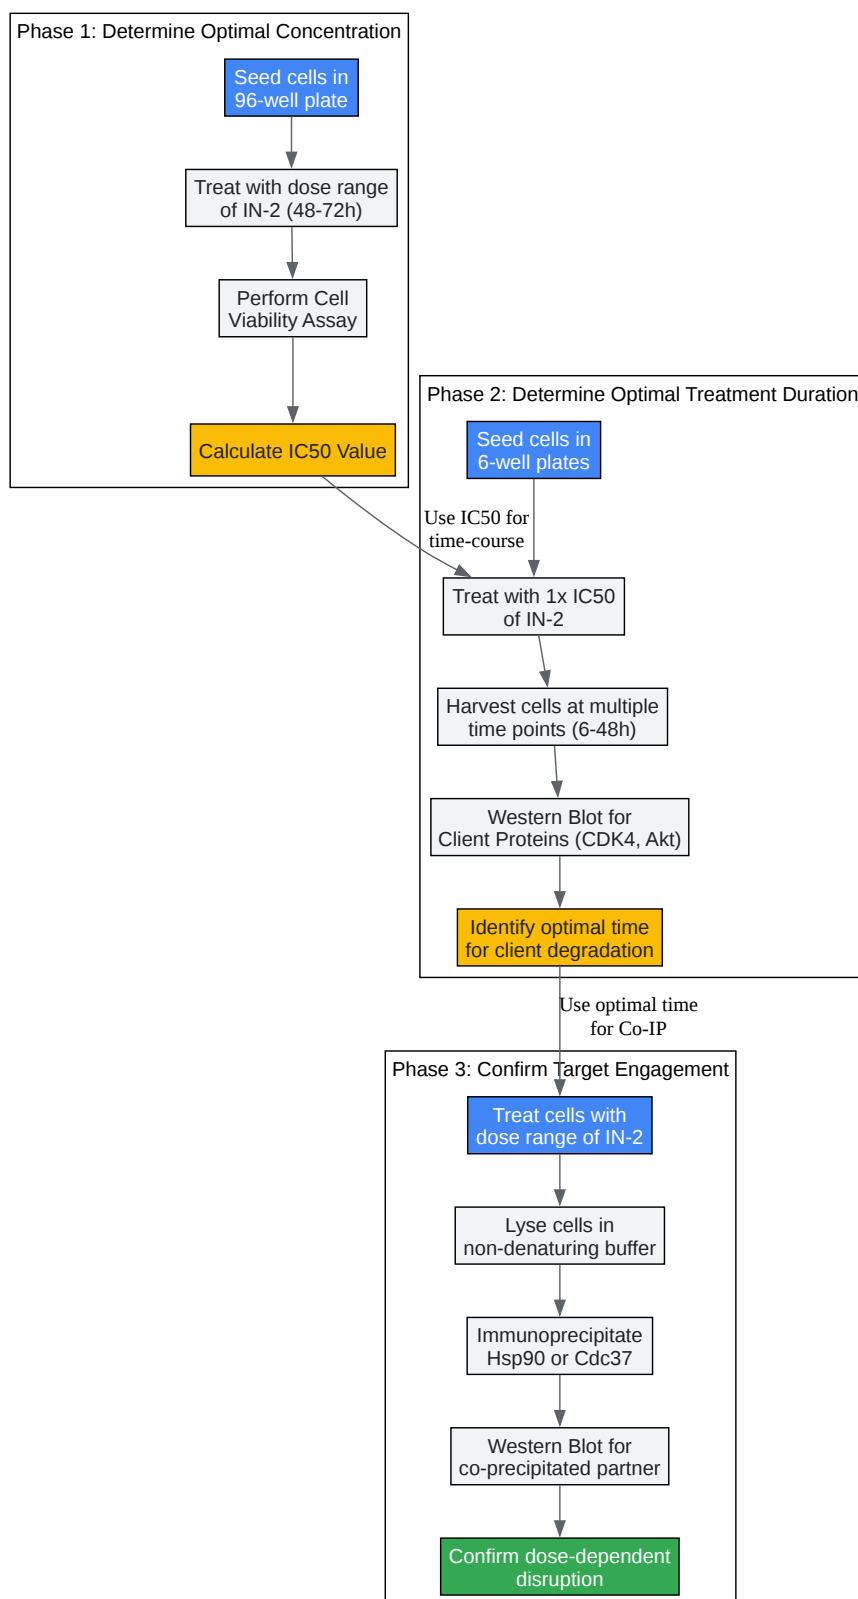 Phase 1: Determine Optimal Concentration
Seed cells in
96-well plate
Treat with dose range
of IN-2 (48-72h)
Perform Cell
Viability Assay
Calculate IC50 Value
Phase 2: Determine Optimal Treatment Duration
Seed cells in
6-well plates
Use IC50 for
time-course
Treat with 1x IC50
of IN-2
Harvest cells at multiple
time points (6-48h)
Western Blot for
Client Proteins (CDK4, Akt)
Identify optimal time
for client degradation
Use optimal time
for Co-IP
Phase 3: Confirm Target Engagement
Treat cells with
dose range of IN-2
Lyse cells in
non-denaturing buffer
Immunoprecipitate
Hsp90 or Cdc37
Western Blot for
co-precipitated partner
Confirm dose-dependent
disruption